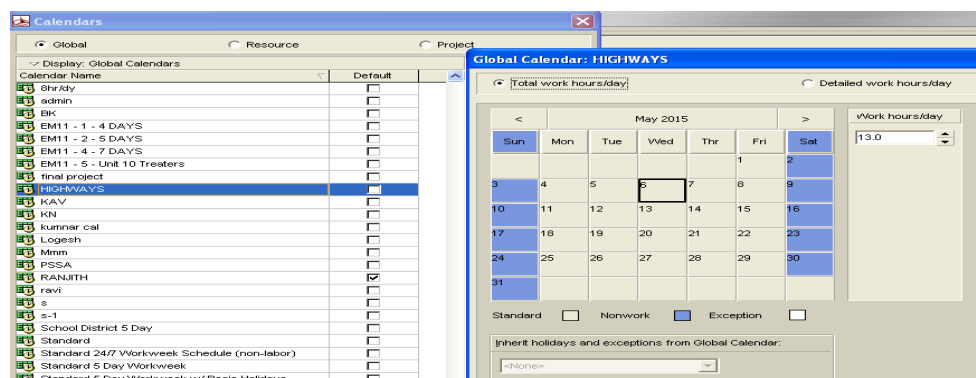 Calendars
Global Resource Project
Display: Global Calendars
Calendar Name Default
8hr/dy
admin
BK
EM11 - 1 - 4 DAYS
EM11 - 2 - 5 DAYS
EM11 - 4 - 7 DAYS
EM11 - 5 - Unit 10 Treaters
final project
HIGHWAYS
KAV
KN
kumnar cal
Logesh
Mmm
PSSA
RANJITH
ravi
s
s-1
School District 5 Day
Standard
Standard 24/7 Workweek Schedule (non-labor)
Standard 5 Day Workweek
Global Calendar: HIGHWAYS
Total work hours/day Detailed work hours/day
< May 2015 >
Work hours/day
13.0
Sun Mon Tue Wed Thr Fri Sat
1 2
3 4 5 6 7 8 9
10 11 12 13 14 15 16
17 18 19 20 21 22 23
24 25 26 27 28 29 30
31
Standard Nonwork Exception
Inherit holidays and exceptions from Global Calendar:
<None>